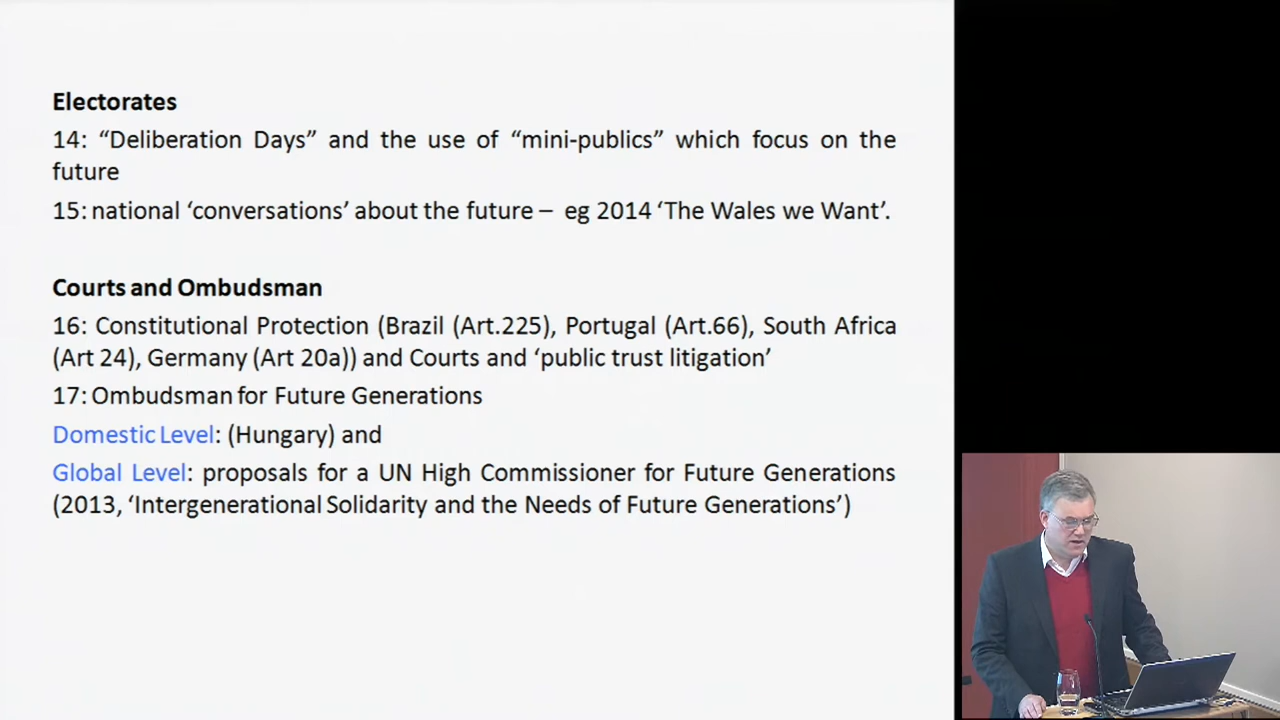 Electorates
14: “Deliberation Days” and the use of “mini-publics” which focus on the
future
15: national ‘conversations’ about the future – eg 2014 ‘The Wales we Want’.
Courts and Ombudsman
16: Constitutional Protection (Brazil (Art.225), Portugal (Art.66), South Africa
(Art 24), Germany (Art 20a)) and Courts and ‘public trust litigation’
17: Ombudsman for Future Generations
Domestic Level: (Hungary) and
Global Level: proposals for a UN High Commissioner for Future Generations
(2013, ‘Intergenerational Solidarity and the Needs of Future Generations’)